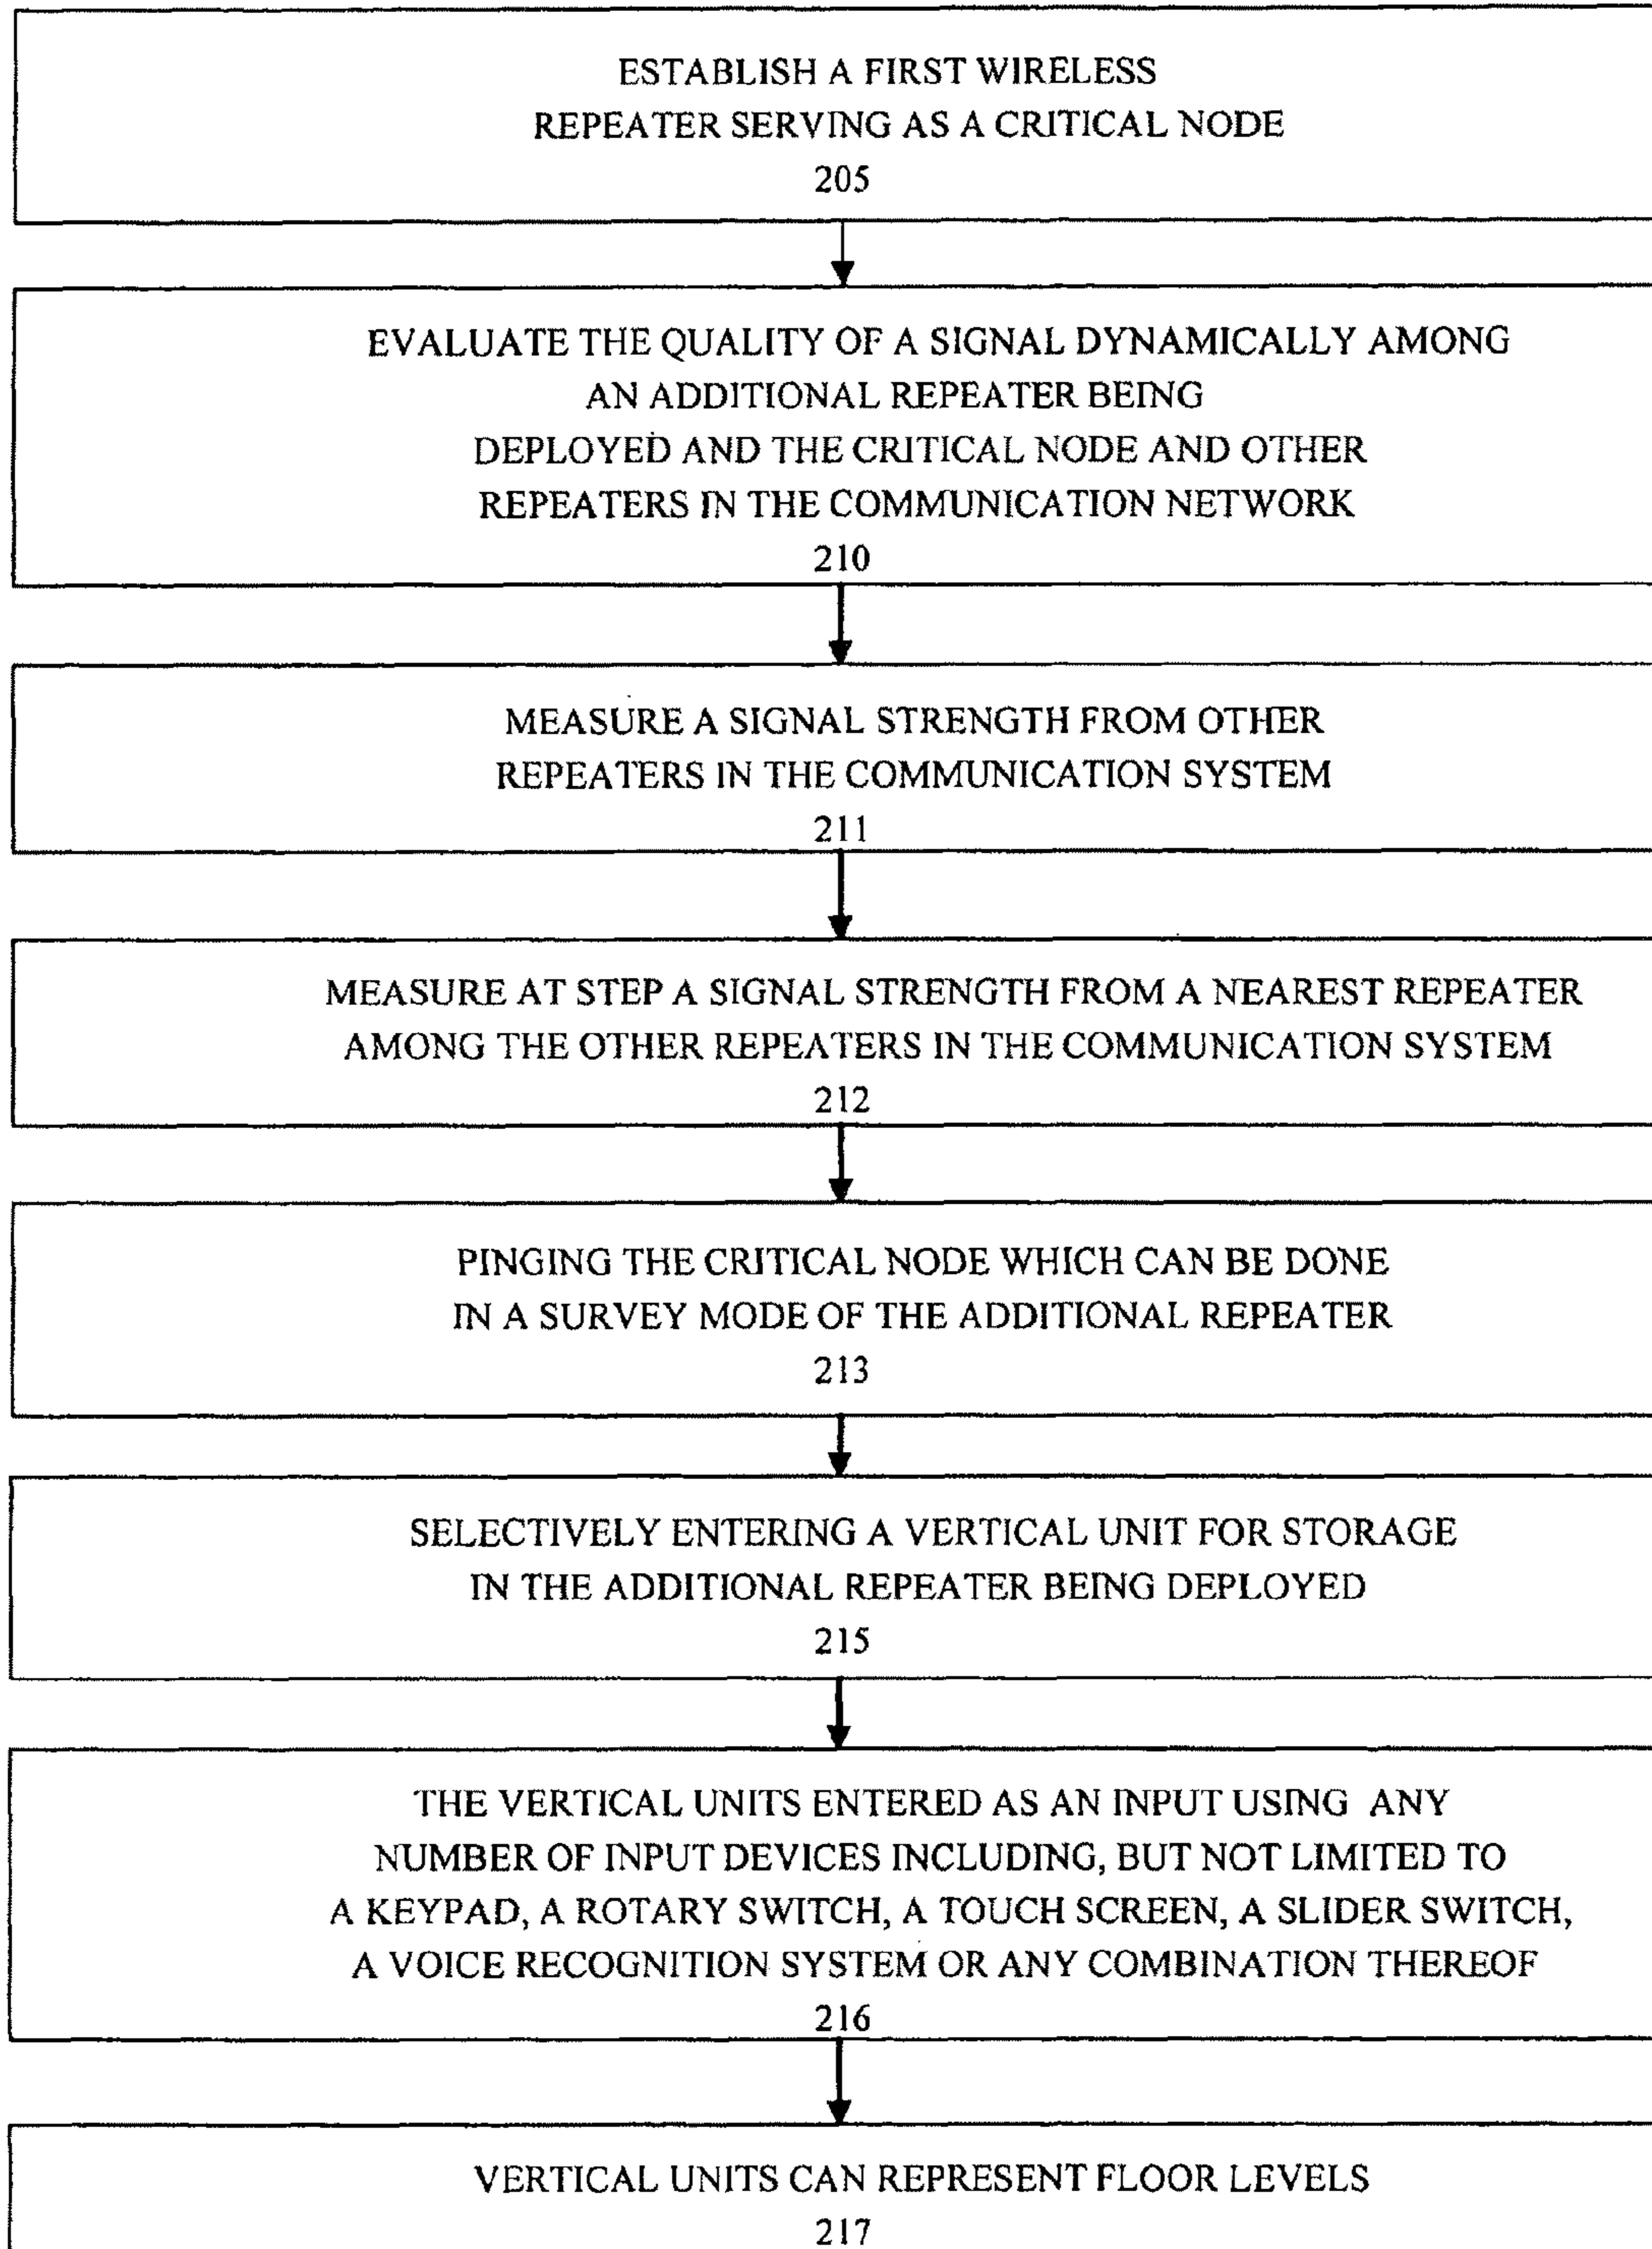 ESTABLISH A FIRST WIRELESS
REPEATER SERVING AS A CRITICAL NODE
205
EVALUATE THE QUALITY OF A SIGNAL DYNAMICALLY AMONG
AN ADDITIONAL REPEATER BEING
DEPLOYED AND THE CRITICAL NODE AND OTHER
REPEATERS IN THE COMMUNICATION NETWORK
210
MEASURE A SIGNAL STRENGTH FROM OTHER
REPEATERS IN THE COMMUNICATION SYSTEM
211
MEASURE AT STEP A SIGNAL STRENGTH FROM A NEAREST REPEATER
AMONG THE OTHER REPEATERS IN THE COMMUNICATION SYSTEM
212
PINGING THE CRITICAL NODE WHICH CAN BE DONE
IN A SURVEY MODE OF THE ADDITIONAL REPEATER
213
SELECTIVELY ENTERING A VERTICAL UNIT FOR STORAGE
IN THE ADDITIONAL REPEATER BEING DEPLOYED
215
THE VERTICAL UNITS ENTERED AS AN INPUT USING ANY
NUMBER OF INPUT DEVICES INCLUDING, BUT NOT LIMITED TO
A KEYPAD, A ROTARY SWITCH, A TOUCH SCREEN, A SLIDER SWITCH,
A VOICE RECOGNITION SYSTEM OR ANY COMBINATION THEREOF
216
VERTICAL UNITS CAN REPRESENT FLOOR LEVELS
217